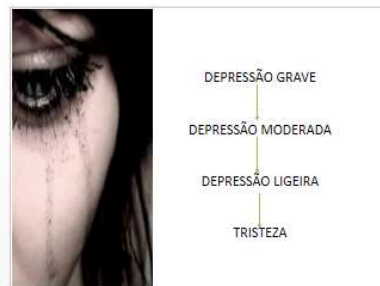 DEPRESSÃO GRAVE
DEPRESSÃO MODERADA
DEPRESSÃO LIGEIRA
TRISTEZA